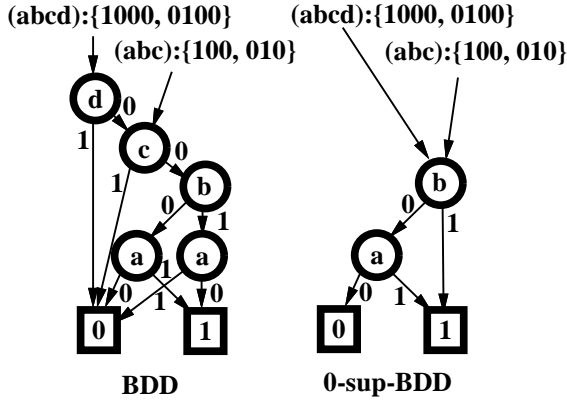 (abcd):{1000, 0100} (abcd):{1000, 0100}
(abc):{100, 010} (abc):{100, 010}
d 0
1 c 0
1 b b
0 1 0 1
a 1 a a
0 1 0 0 1
0 1 0 1
BDD 0-sup-BDD